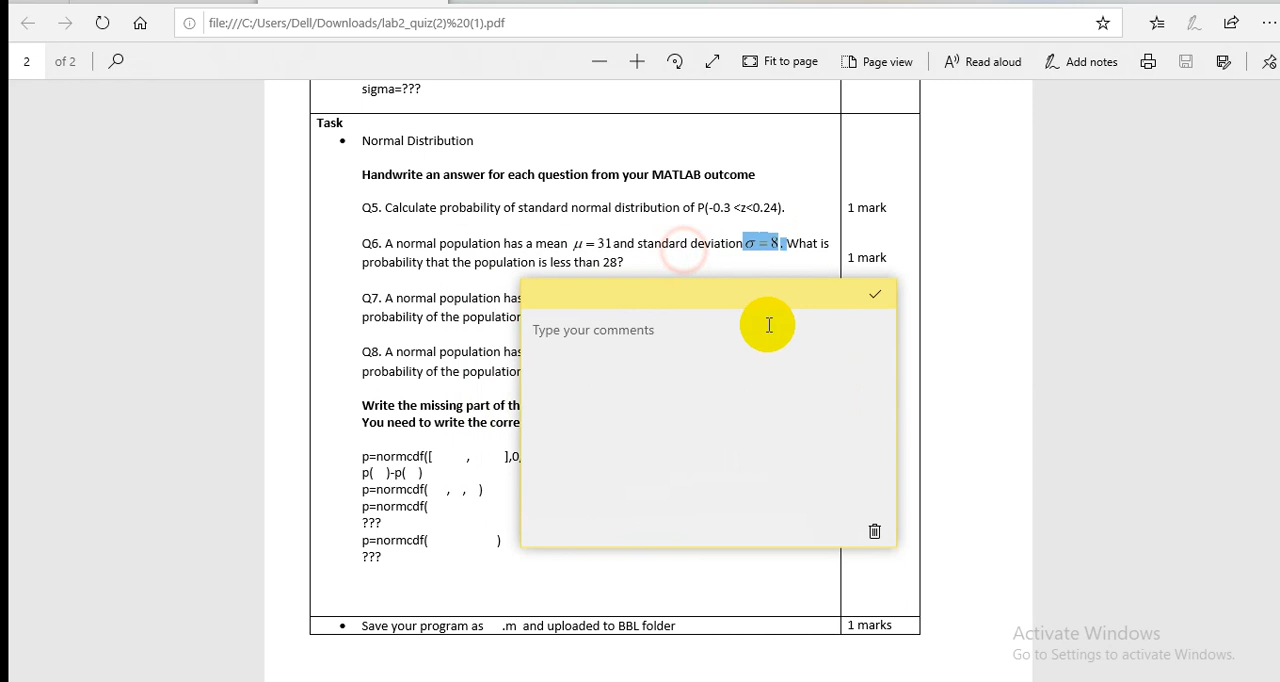 file:///C:/Users/Dell/Downloads/lab2_quiz(2)%20(1).pdf
2 of 2 Fit to page Page view Read aloud Add notes
sigma=???
Task
• Normal Distribution
Handwrite an answer for each question from your MATLAB outcome
Q5. Calculate probability of standard normal distribution of P(-0.3 <z<0.24). 1 mark
Q6. A normal population has a mean μ = 31 and standard deviation σ = 8. What is
probability that the population is less than 28? 1 mark
Q7. A normal population has
probability of the population
Q8. A normal population has
probability of the population
Write the missing part of th
You need to write the corre
p=normcdf([ , ],0,
p( )-p( )
p=normcdf( , , )
p=normcdf(
???
p=normcdf( )
???
Type your comments
• Save your program as .m and uploaded to BBL folder 1 marks
Activate Windows
Go to Settings to activate Windows.